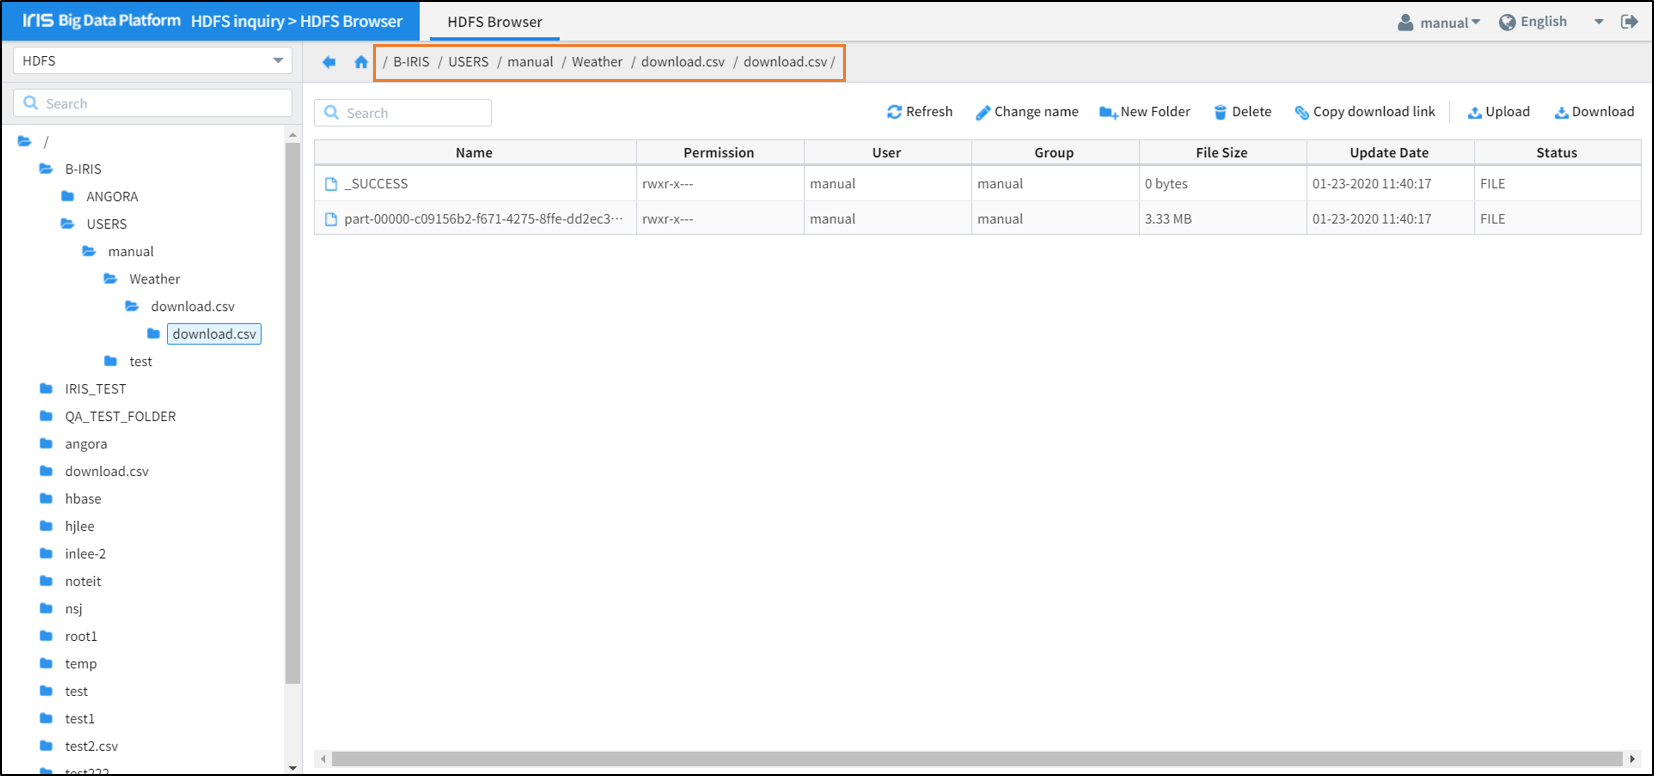 IRIS Big Data Platform HDFS inquiry > HDFS Browser HDFS Browser manual English
HDFS
/ B-IRIS / USERS / manual / Weather / download.csv / download.csv /
Search
Search Refresh Change name New Folder Delete Copy download link Upload Download
/
B-IRIS
ANGORA
USERS
manual
Weather
download.csv
download.csv
test
IRIS_TEST
QA_TEST_FOLDER
angora
download.csv
hbase
hjlee
inlee-2
noteit
nsj
root1
temp
test
test1
test2.csv
test222
Name Permission User Group File Size Update Date Status
_SUCCESS rwxr-x--- manual manual 0 bytes 01-23-2020 11:40:17 FILE
part-00000-c09156b2-f671-4275-8ffe-dd2ec3··· rwxr-x--- manual manual 3.33 MB 01-23-2020 11:40:17 FILE